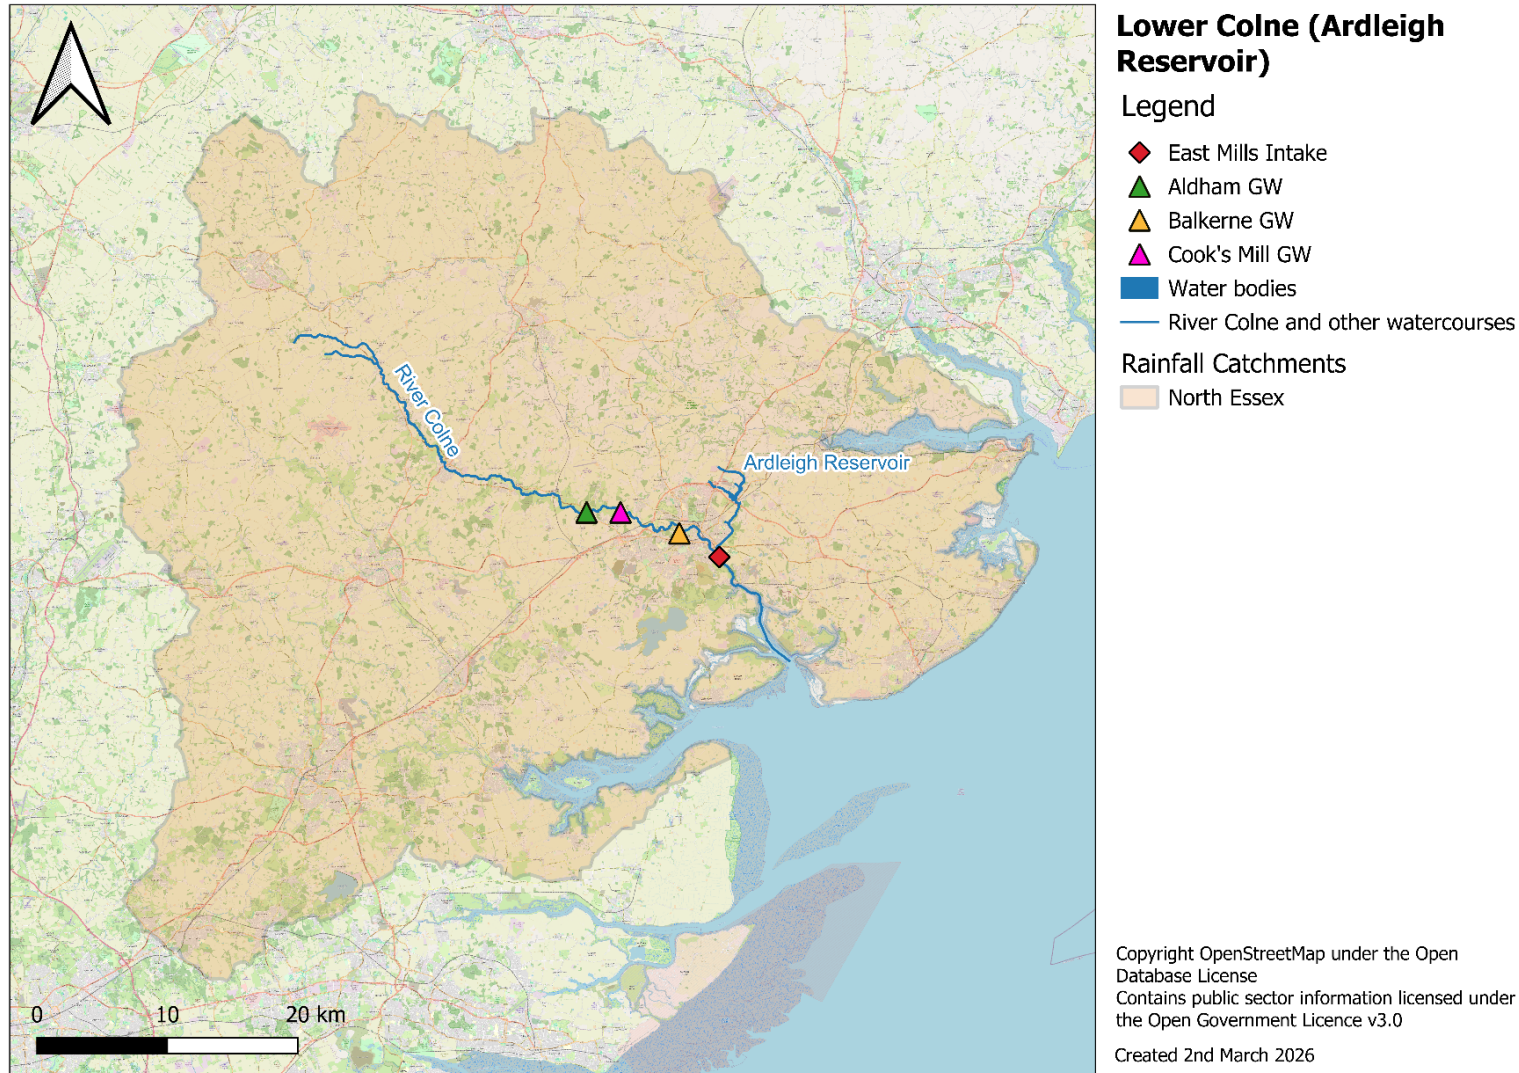 Lower Colne (Ardleigh
Reservoir)
Legend
East Mills Intake
Aldham GW
Balkerne GW
Cook's Mill GW
Water bodies
River Colne and other watercourses
Rainfall Catchments
North Essex
River Colne
Ardleigh Reservoir
0 10 20 km
Copyright OpenStreetMap under the Open
Database License
Contains public sector information licensed under
the Open Government Licence v3.0
Created 2nd March 2026